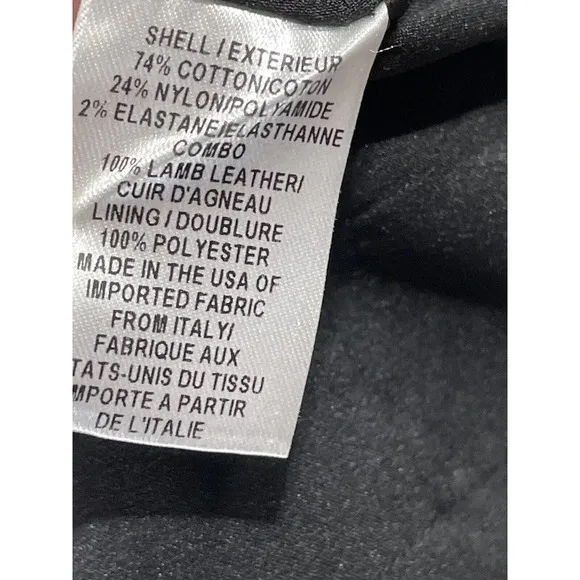 SHELL / EXTERIEUR
74% COTTON/COTON
24% NYLON/POLYAMIDE
2% ELASTANE/ELASTHANNE
COMBO
100% LAMB LEATHER/
CUIR D'AGNEAU
LINING / DOUBLURE
100% POLYESTER
MADE IN THE USA OF
IMPORTED FABRIC
FROM ITALY/
FABRIQUE AUX
TATS-UNIS DU TISSU
IMPORTE A PARTIR
DE L'ITALIE